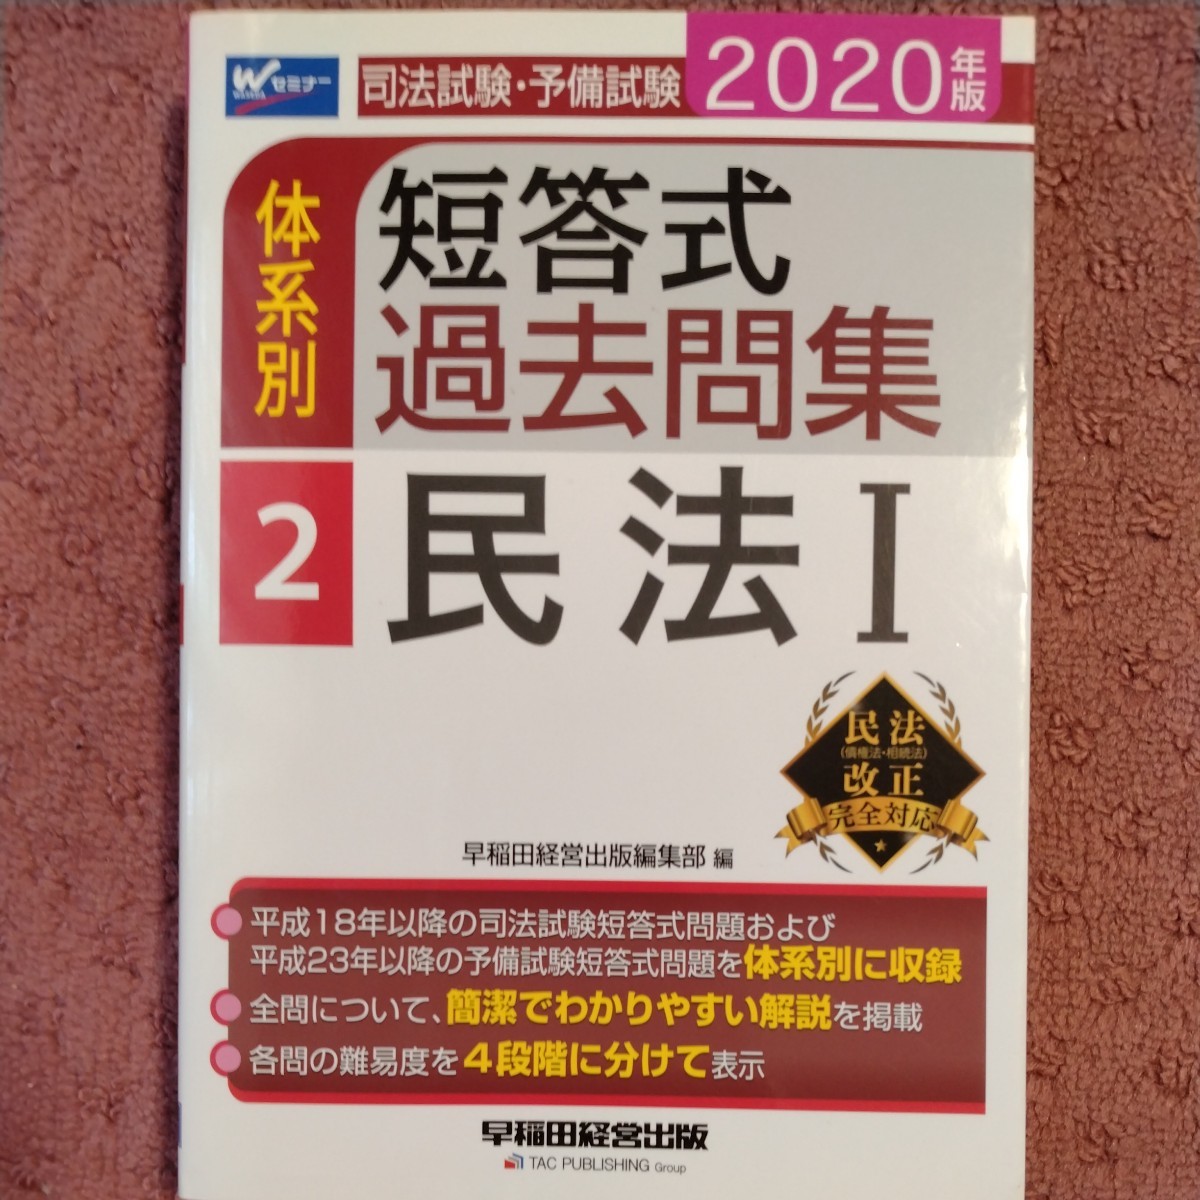 Wセミナー
WASEDA
司法試験・予備試験
2020年版
体系別
短答式
過去問集
2
民法Ⅰ
民法
(債権法・相続法)
改正
完全対応
早稲田経営出版編集部 編
平成18年以降の司法試験短答式問題および
平成23年以降の予備試験短答式問題を体系別に収録
全問について、簡潔でわかりやすい解説を掲載
各問の難易度を4段階に分けて表示
早稲田経営出版
TAC PUBLISHING Group